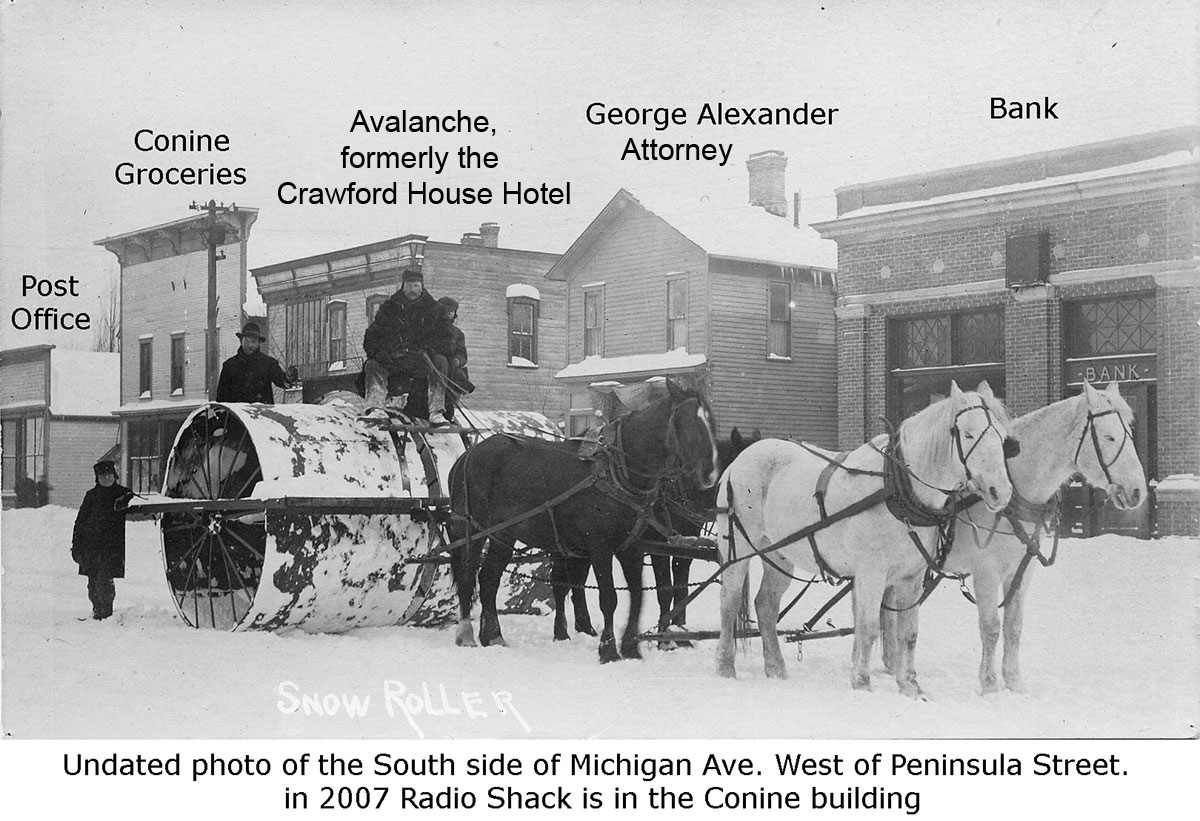 Post
Office
Conine
Groceries
Avalanche,
formerly the
Crawford House Hotel
George Alexander
Attorney
Bank
BANK
SNOW ROLLER
Undated photo of the South side of Michigan Ave. West of Peninsula Street.
in 2007 Radio Shack is in the Conine building